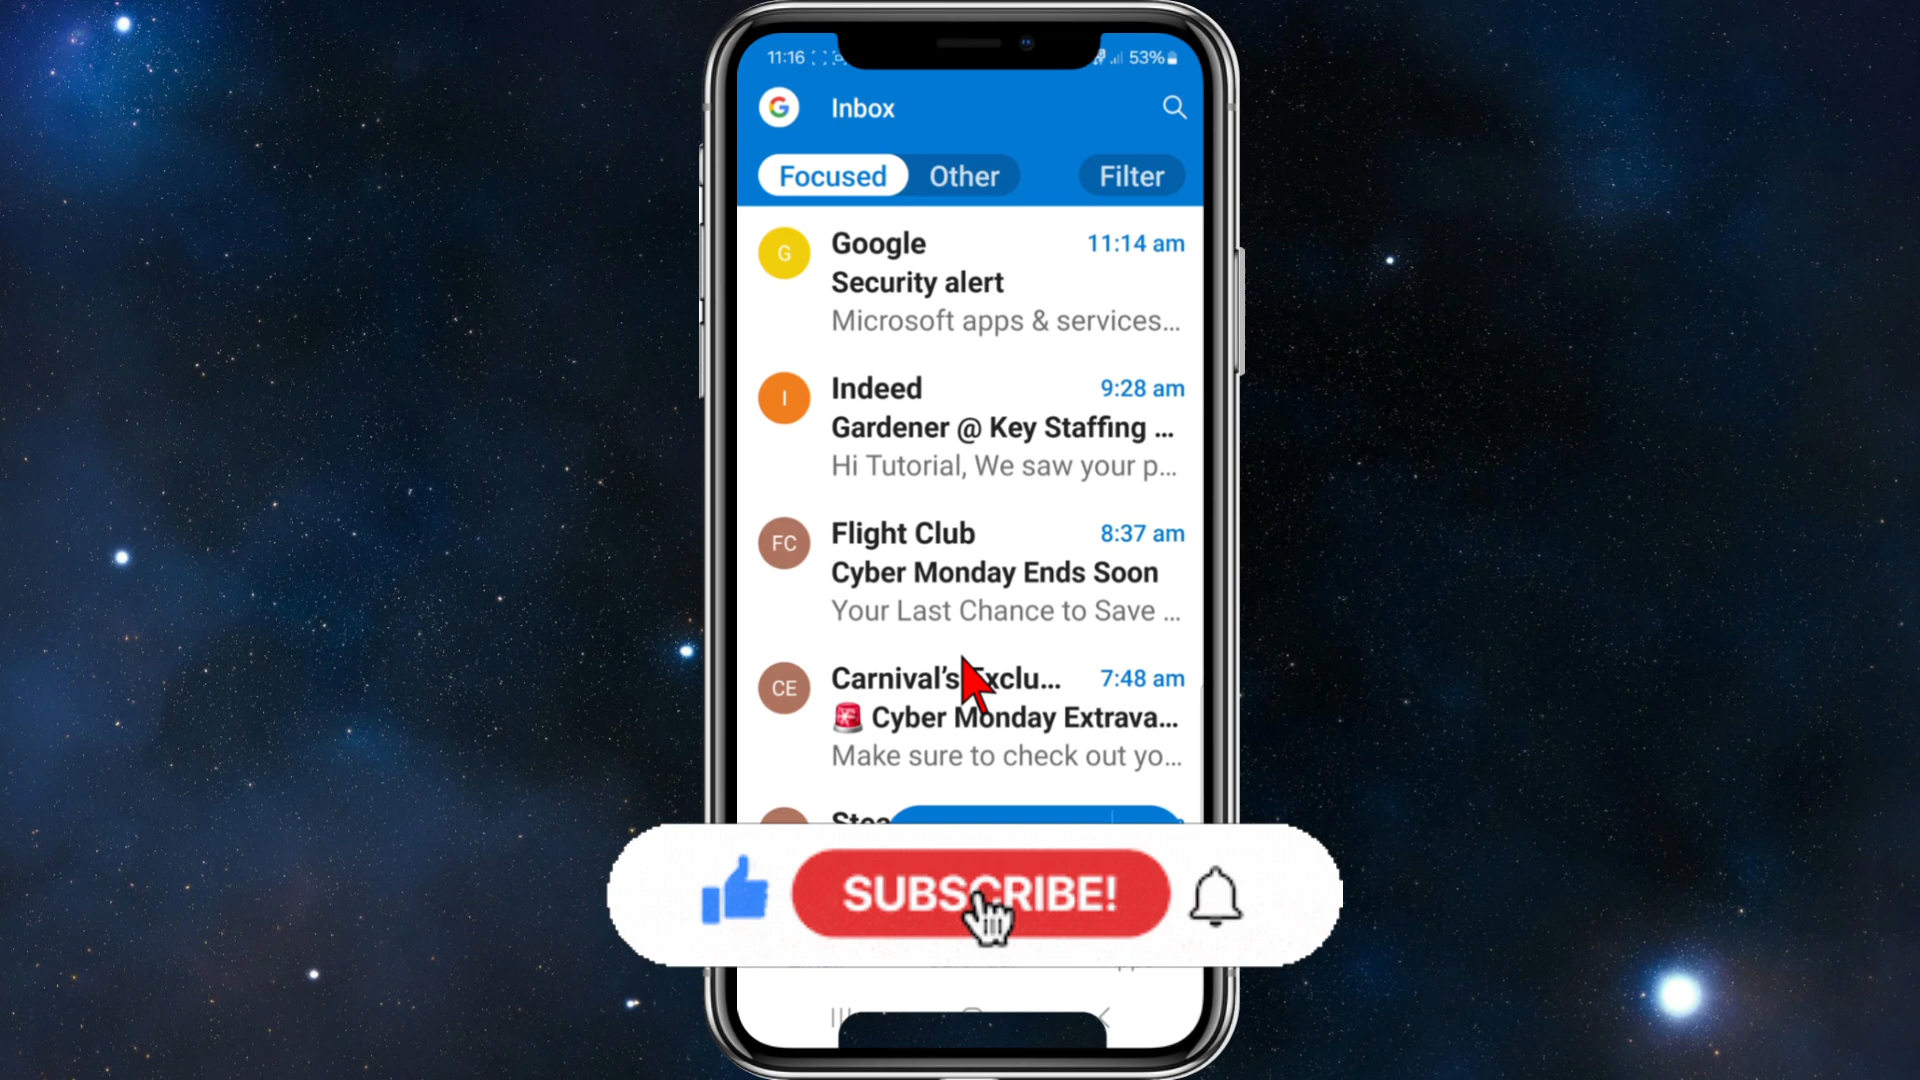 11:16
53%
G
Inbox
Focused
Other
Filter
G
Google
11:14 am
Security alert
Microsoft apps & services...
I
Indeed
9:28 am
Gardener @ Key Staffing ...
Hi Tutorial, We saw your p...
FC
Flight Club
8:37 am
Cyber Monday Ends Soon
Your Last Chance to Save ...
CE
Carnival's Exclu...
7:48 am
Cyber Monday Extrava...
Make sure to check out yo...
SUBSCRIBE!